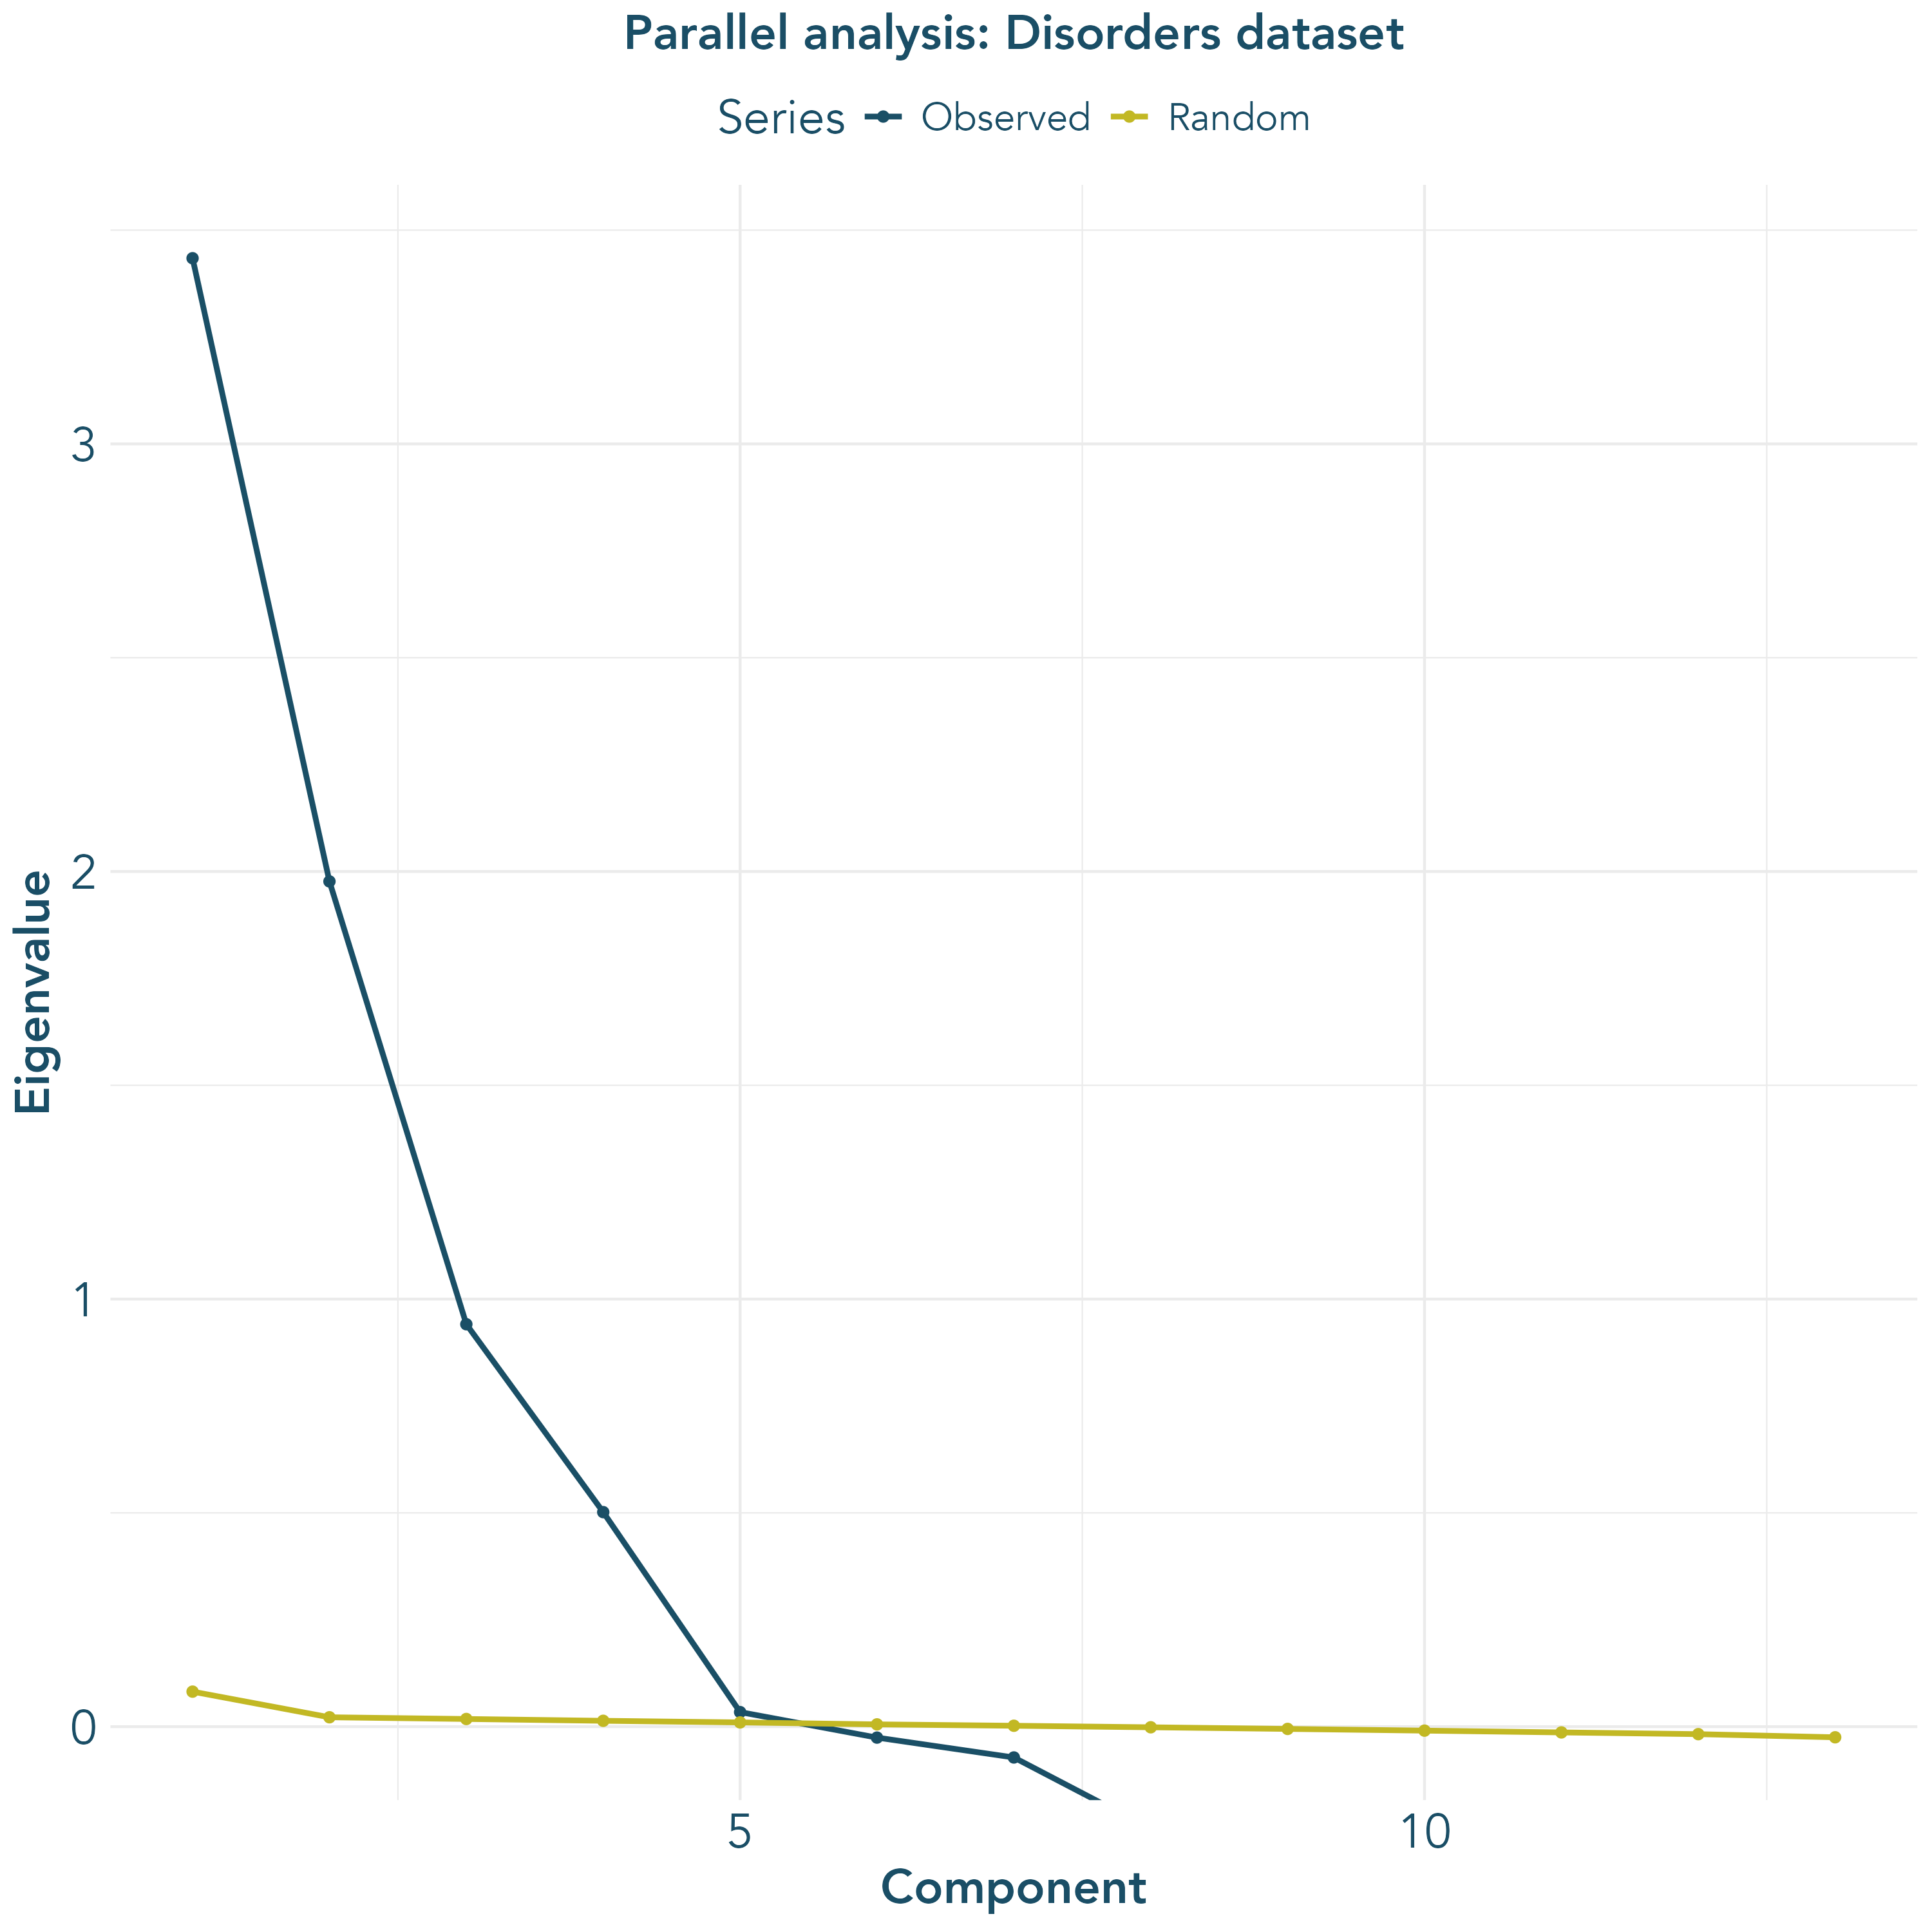 Parallel analysis: Disorders dataset
Series Observed Random
3
2
1
0
Eigenvalue
5 10
Component